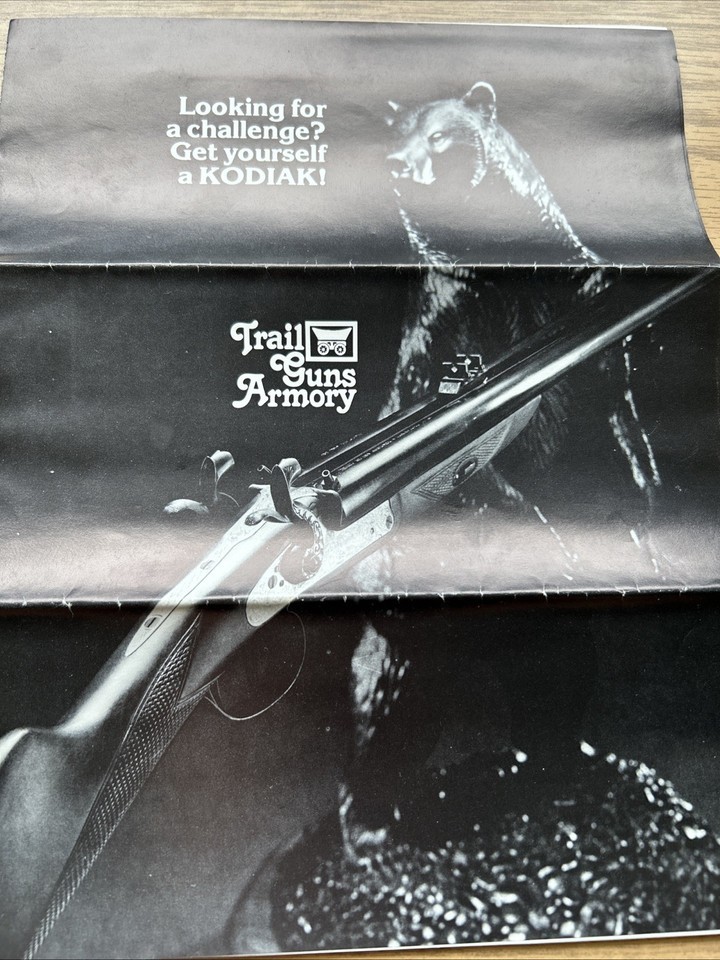 Looking for
a challenge?
Get yourself
a KODIAK!
Trail
Guns
Armory